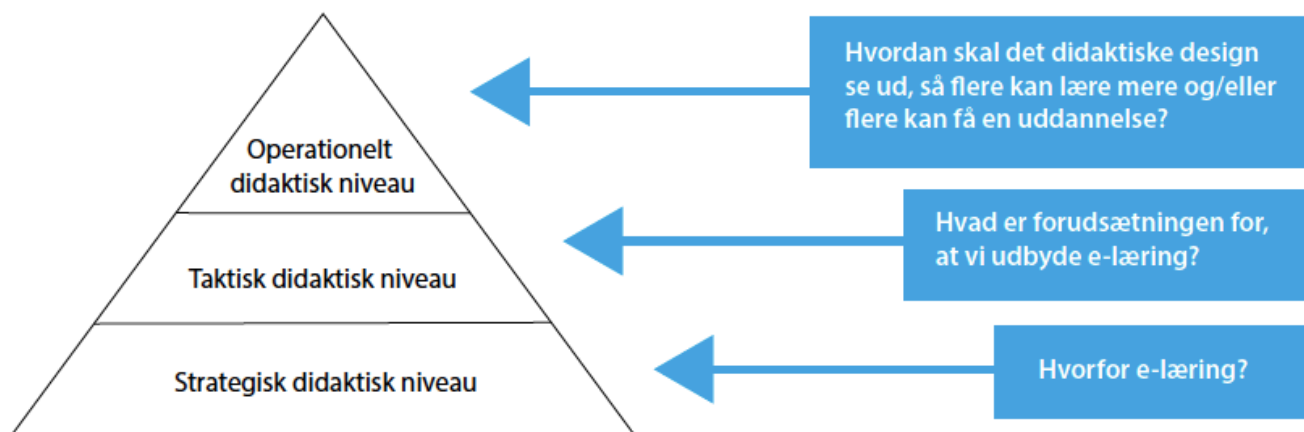 Hvordan skal det didaktiske design
se ud, så flere kan lære mere og/eller
flere kan få en uddannelse?
Operationelt
didaktisk niveau
Hvad er forudsætningen for,
at vi udbyde e-læring?
Taktisk didaktisk niveau
Hvorfor e-læring?
Strategisk didaktisk niveau